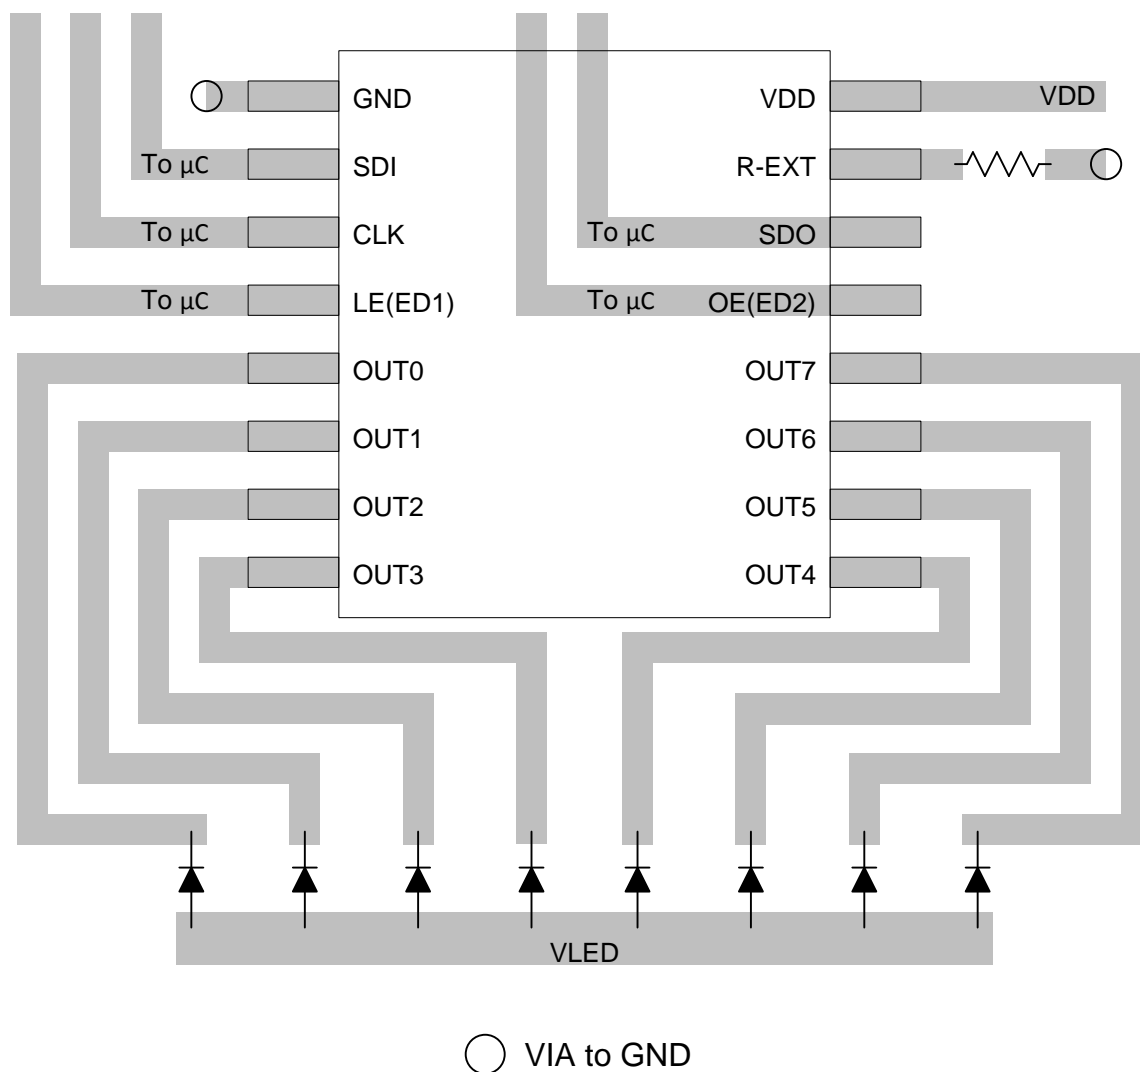 GND VDD VDD
To µC SDI R-EXT
To µC CLK To µC SDO
To µC LE(ED1) To µC OE(ED2)
OUT0 OUT7
OUT1 OUT6
OUT2 OUT5
OUT3 OUT4
VLED
VIA to GND